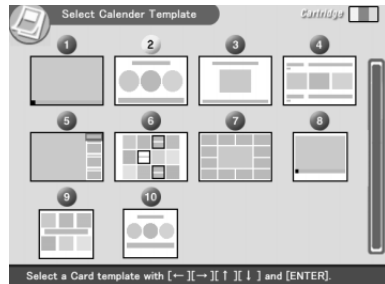 Select Calender Template
Cartridge
1 2 3 4
5 6 7 8
9 10
Select a Card template with [← ][→ ][ ↑ ][ ↓ ] and [ENTER].